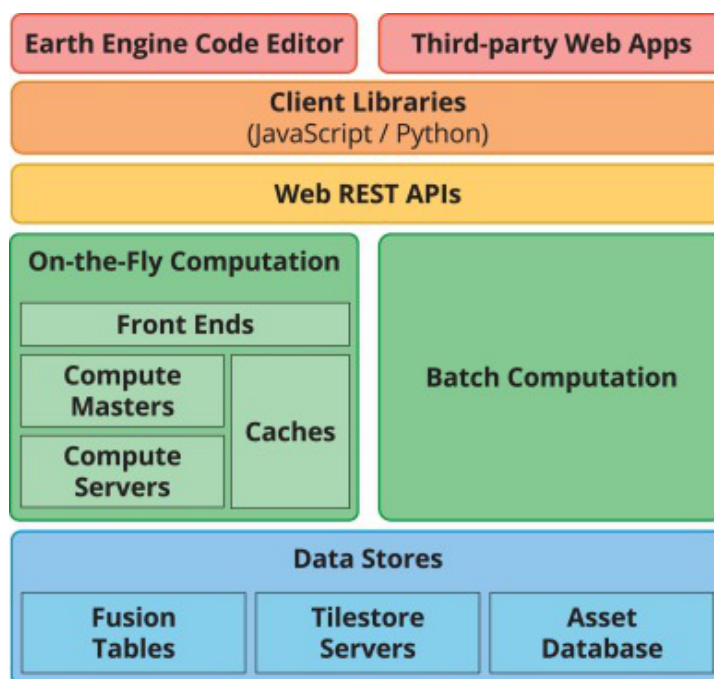 Earth Engine Code Editor
Third-party Web Apps
Client Libraries
(JavaScript / Python)
Web REST APIs
On-the-Fly Computation
Front Ends
Compute
Masters
Compute
Servers
Caches
Batch Computation
Data Stores
Fusion
Tables
Tilestore
Servers
Asset
Database